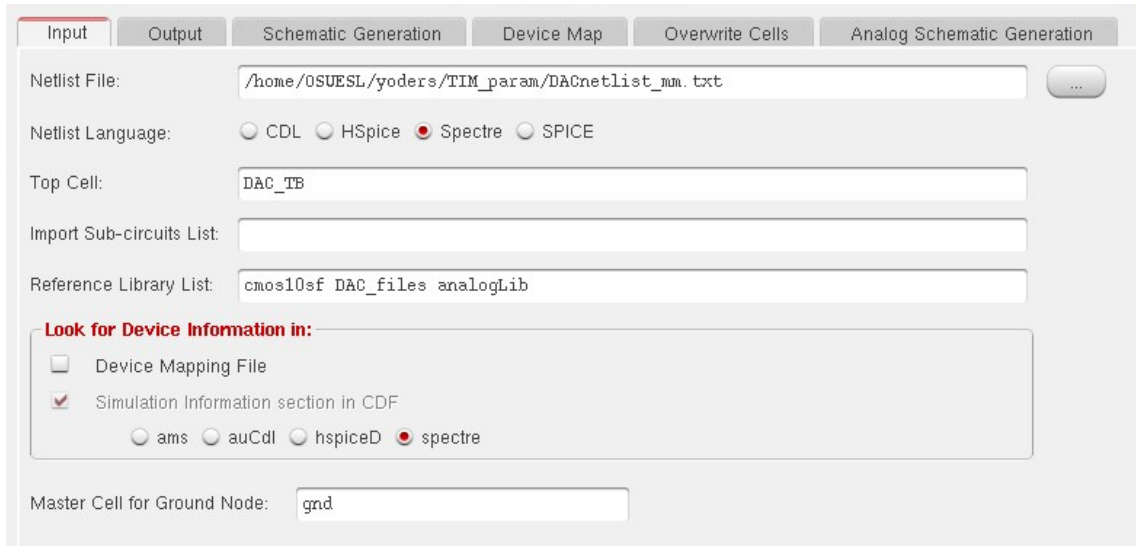 Input Output Schematic Generation Device Map Overwrite Cells Analog Schematic Generation
Netlist File: /home/OSUESL/yoders/TIM_param/DACnetlist_mm.txt ...
Netlist Language: CDL HSpice Spectre SPICE
Top Cell: DAC_TB
Import Sub-circuits List:
Reference Library List: cmos10sf DAC_files analogLib
Look for Device Information in:
Device Mapping File
Simulation Information section in CDF
ams auCdl hspiceD spectre
Master Cell for Ground Node: gnd